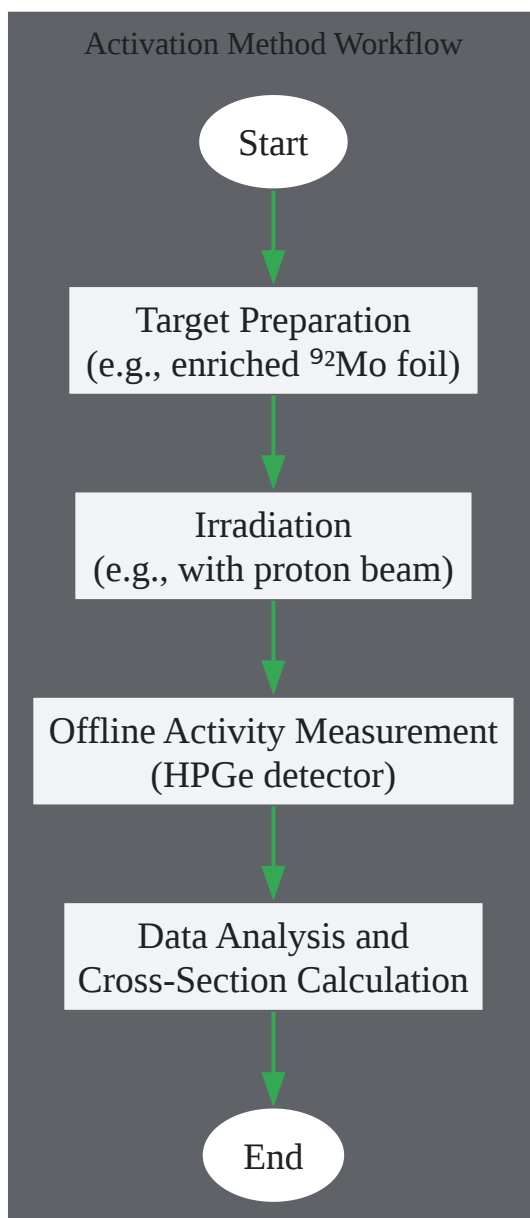 Activation Method Workflow
Start
Target Preparation
(e.g., enriched ⁹²Mo foil)
Irradiation
(e.g., with proton beam)
Offline Activity Measurement
(HPGe detector)
Data Analysis and
Cross-Section Calculation
End